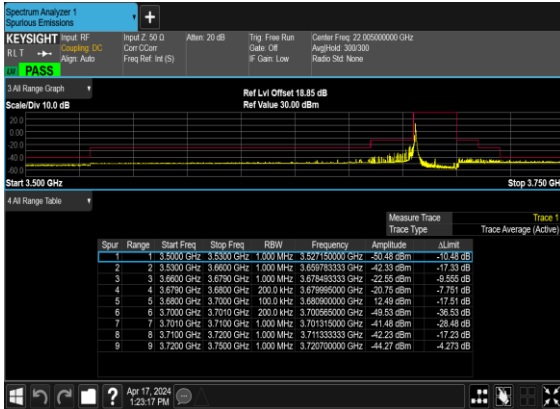 Spectrum Analyzer 1
Spurious Emissions
KEYSIGHT Input: RF Input Z: 50 Ω Atten: 20 dB Trig: Free Run Center Freq: 22.005000000 GHz
RLT Coupling: DC Corr CCorr Gate: Off Avg|Hold: 300/300
Align: Auto Freq Ref: Int (S) IF Gain: Low Radio Std: None
PASS
3 All Range Graph
Ref Lvl Offset 18.85 dB
Scale/Div 10.0 dB Ref Value 30.00 dBm
20.0
0.00
-20.0
-40.0
-60.0
Start 3.500 GHz Stop 3.750 GH
4 All Range Table
Measure Trace Trace 1
Trace Type Trace Average (Active)
Spur Range Start Freq Stop Freq RBW Frequency Amplitude ΔLimit
1 1 3.5000 GHz 3.5300 GHz 1.000 MHz 3.527150000 GHz -50.48 dBm -10.48 dB
2 2 3.5300 GHz 3.6600 GHz 1.000 MHz 3.659783333 GHz -42.33 dBm -17.33 dB
3 3 3.6600 GHz 3.6790 GHz 1.000 MHz 3.678493333 GHz -22.55 dBm -9.555 dB
4 4 3.6790 GHz 3.6800 GHz 200.0 kHz 3.679995000 GHz -20.75 dBm -7.751 dB
5 5 3.6800 GHz 3.7000 GHz 100.0 kHz 3.680900000 GHz 12.49 dBm -17.51 dB
6 6 3.7000 GHz 3.7010 GHz 200.0 kHz 3.700565000 GHz -49.53 dBm -36.53 dB
7 7 3.7010 GHz 3.7100 GHz 1.000 MHz 3.701315000 GHz -41.48 dBm -28.48 dB
8 8 3.7100 GHz 3.7200 GHz 1.000 MHz 3.711333333 GHz -42.23 dBm -17.23 dB
9 9 3.7200 GHz 3.7500 GHz 1.000 MHz 3.720700000 GHz -44.27 dBm -4.273 dB
Apr 17, 2024
1:23:17 PM